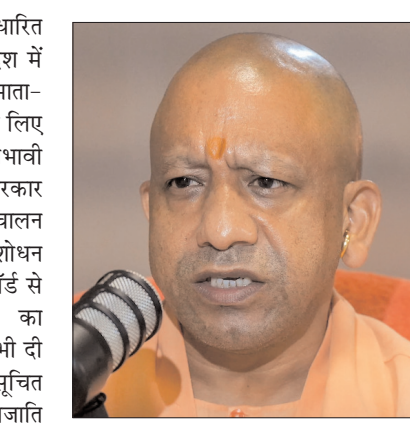 धारित
श में
माता-
लिए
भावी
रकार
चालन
शोधन
ॉर्ड से
का
भी दी
सूचित
जाति